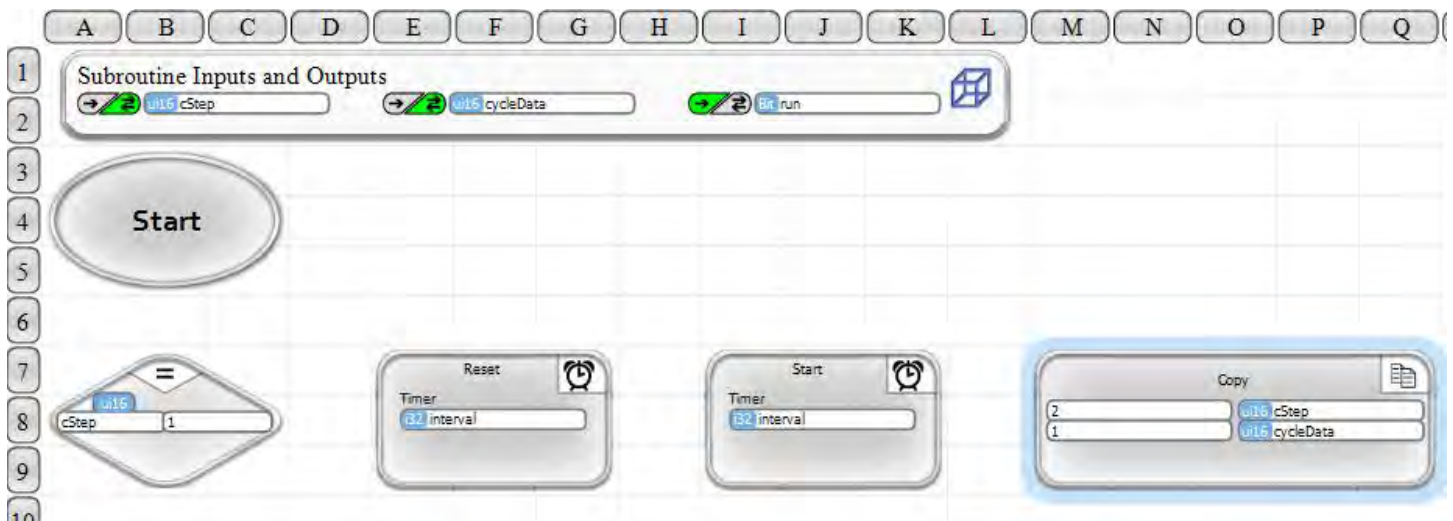 A B C D E F G H I J K L M N O P Q
1
Subroutine Inputs and Outputs
ui16 cStep ui16 cycleData Bit run
2
3
4 Start
5
6
7 = Reset Start Copy
Timer Timer
ui16
8 cStep 1 i32 interval i32 interval 2 ui16 cStep
1 ui16 cycleData
9
10